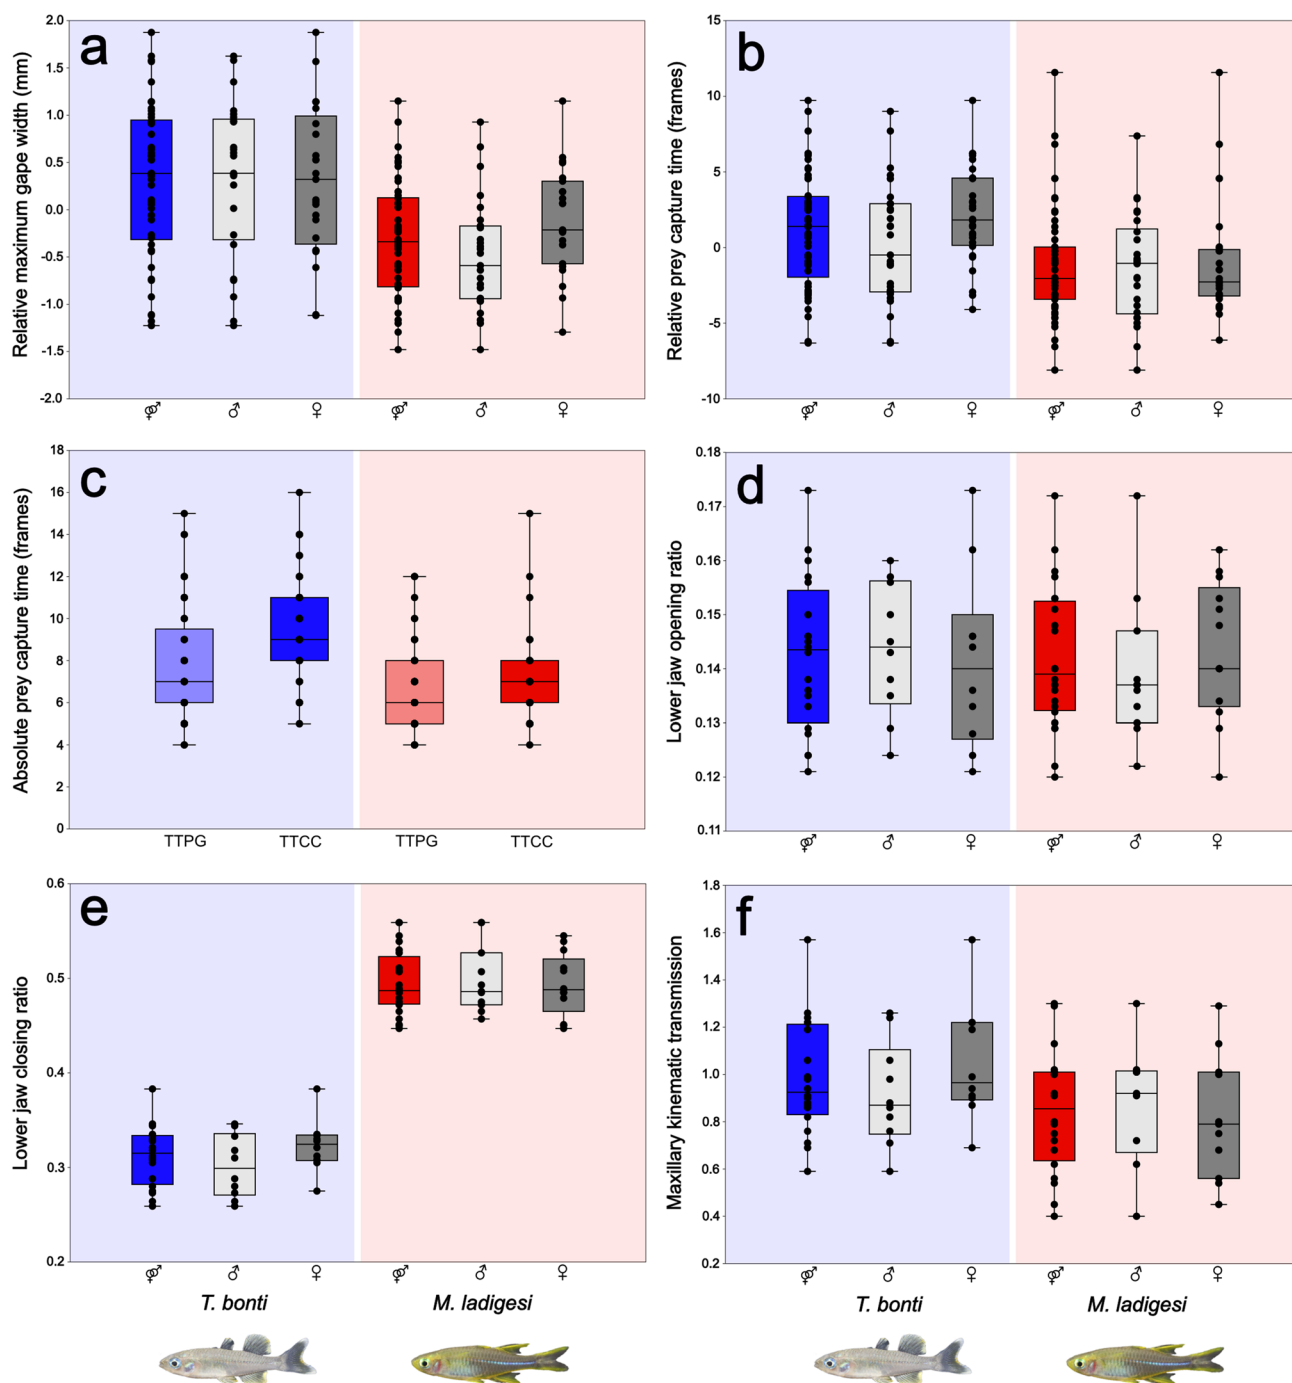 a
Relative maximum gape width (mm)
2.0
1.5
1.0
0.5
0.0
-0.5
-1.0
-1.5
-2.0
⚤ ♂ ♀ ⚤ ♂ ♀
b
Relative prey capture time (frames)
15
10
5
0
-5
-10
⚤ ♂ ♀ ⚤ ♂ ♀
c
Absolute prey capture time (frames)
18
16
14
12
10
8
6
4
2
0
TTPG TTCC TTPG TTCC
d
Lower jaw opening ratio
0.18
0.17
0.16
0.15
0.14
0.13
0.12
0.11
⚤ ♂ ♀ ⚤ ♂ ♀
e
Lower jaw closing ratio
0.6
0.5
0.4
0.3
0.2
⚤ ♂ ♀ ⚤ ♂ ♀
T. bonti M. ladigesi
f
Maxillary kinematic transmission
1.8
1.6
1.4
1.2
1.0
0.8
0.6
0.4
0.2
⚤ ♂ ♀ ⚤ ♂ ♀
T. bonti M. ladigesi